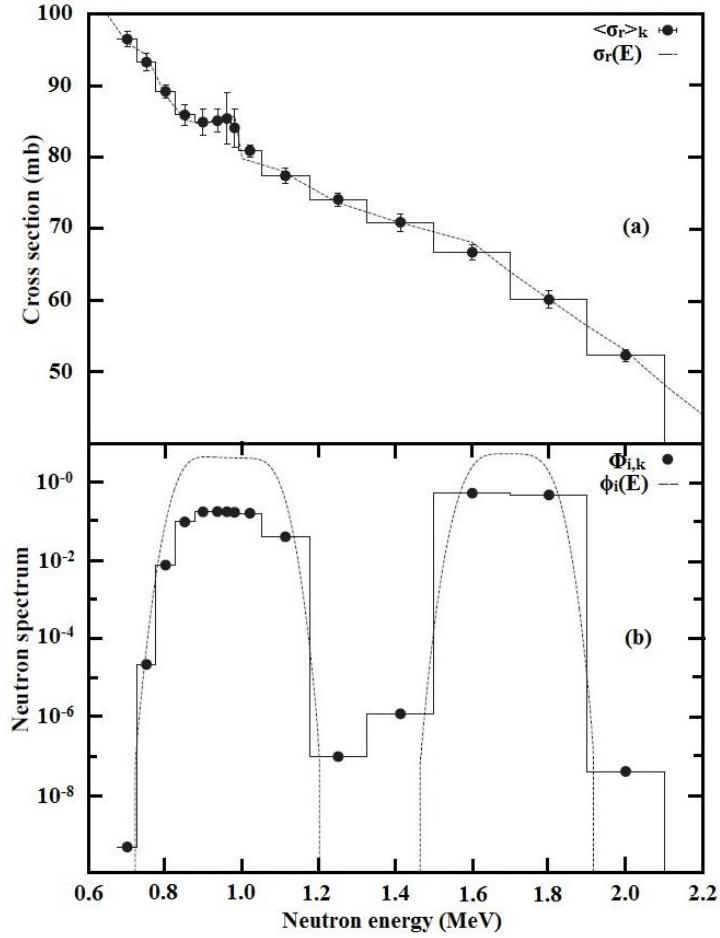 100
90
80
70
60
50
Cross section (mb)
<σr>k
σr(E)
(a)
10⁻⁰
10⁻²
10⁻⁴
10⁻⁶
10⁻⁸
Neutron spectrum
Φi,k
ϕi(E)
(b)
0.6 0.8 1.0 1.2 1.4 1.6 1.8 2.0 2.2
Neutron energy (MeV)